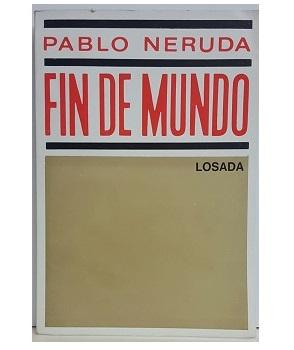 PABLO NERUDA
FIN DE MUNDO
LOSADA